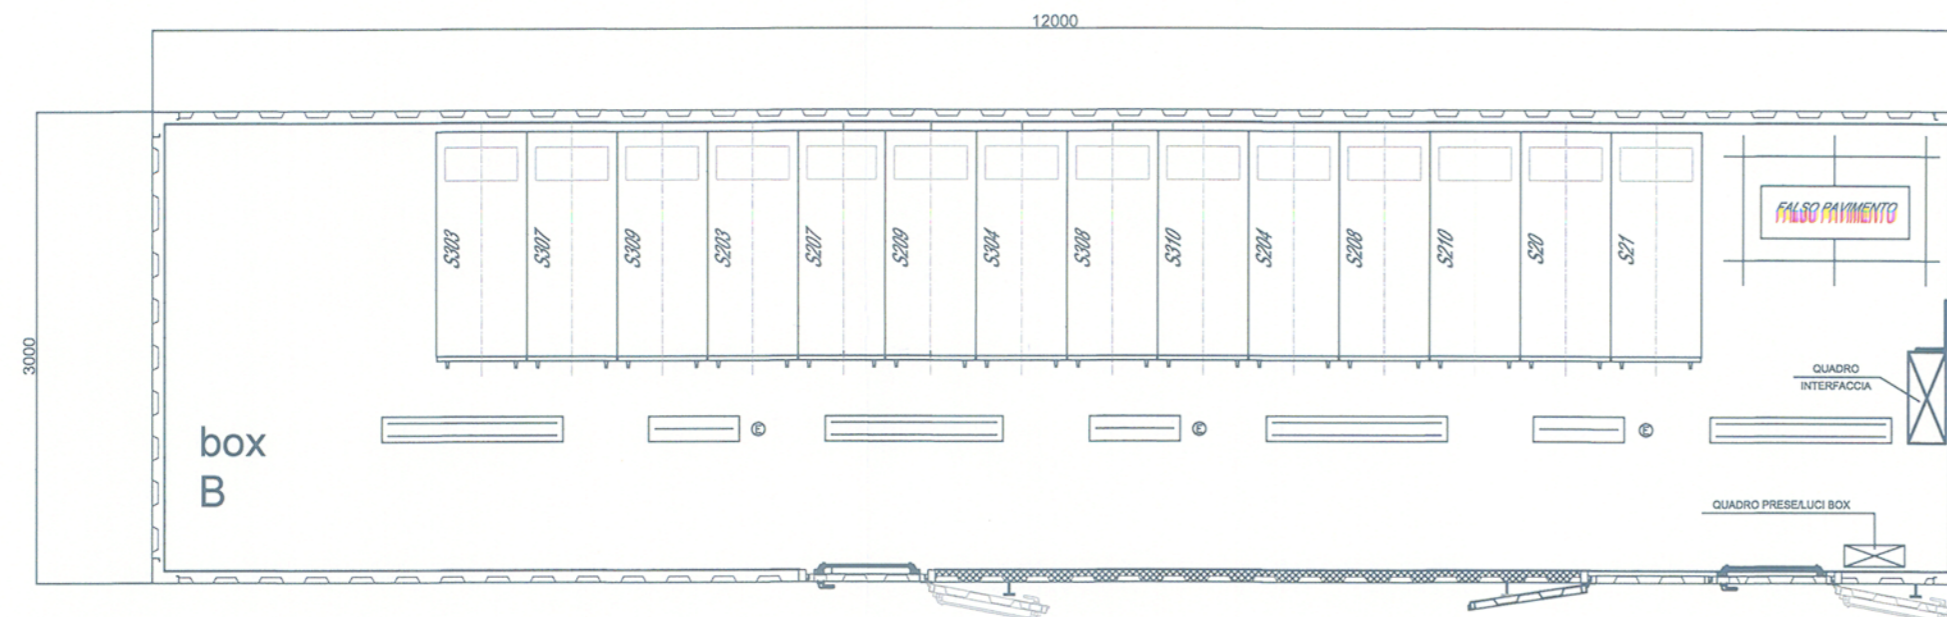 12000
3000
S303
S307
S309
S203
S207
S209
S304
S308
S310
S204
S208
S210
S20
S21
FALSO PAVIMENTO
QUADRO
INTERFACCIA
E
E
E
box
B
QUADRO PRESE/LUCI BOX